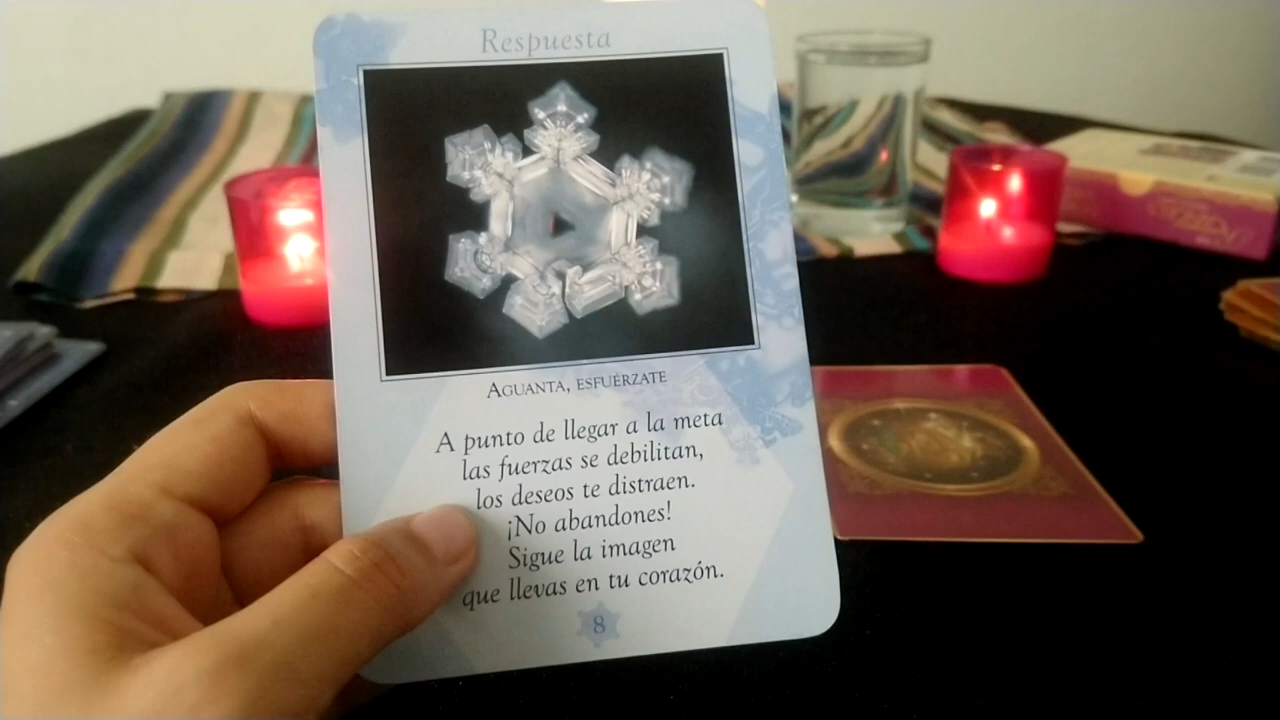 Respuesta
AGUANTA, ESFUÉRZATE
A punto de llegar a la meta
las fuerzas se debilitan,
los deseos te distraen.
¡No abandones!
Sigue la imagen
que llevas en tu corazón.
8